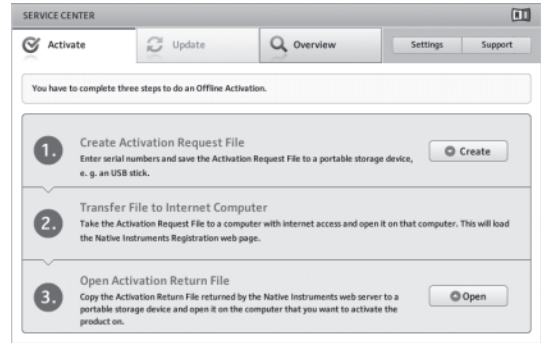 SERVICE CENTER
Activate
Update
Overview
Settings
Support
You have to complete three steps to do an Offline Activation.
1.
Create Activation Request File
Enter serial numbers and save the Activation Request File to a portable storage device,
e. g. an USB stick.
Create
2.
Transfer File to Internet Computer
Take the Activation Request File to a computer with internet access and open it on that computer. This will load
the Native Instruments Registration web page.
3.
Open Activation Return File
Copy the Activation Return File returned by the Native Instruments web server to a
portable storage device and open it on the computer that you want to activate the
product on.
Open